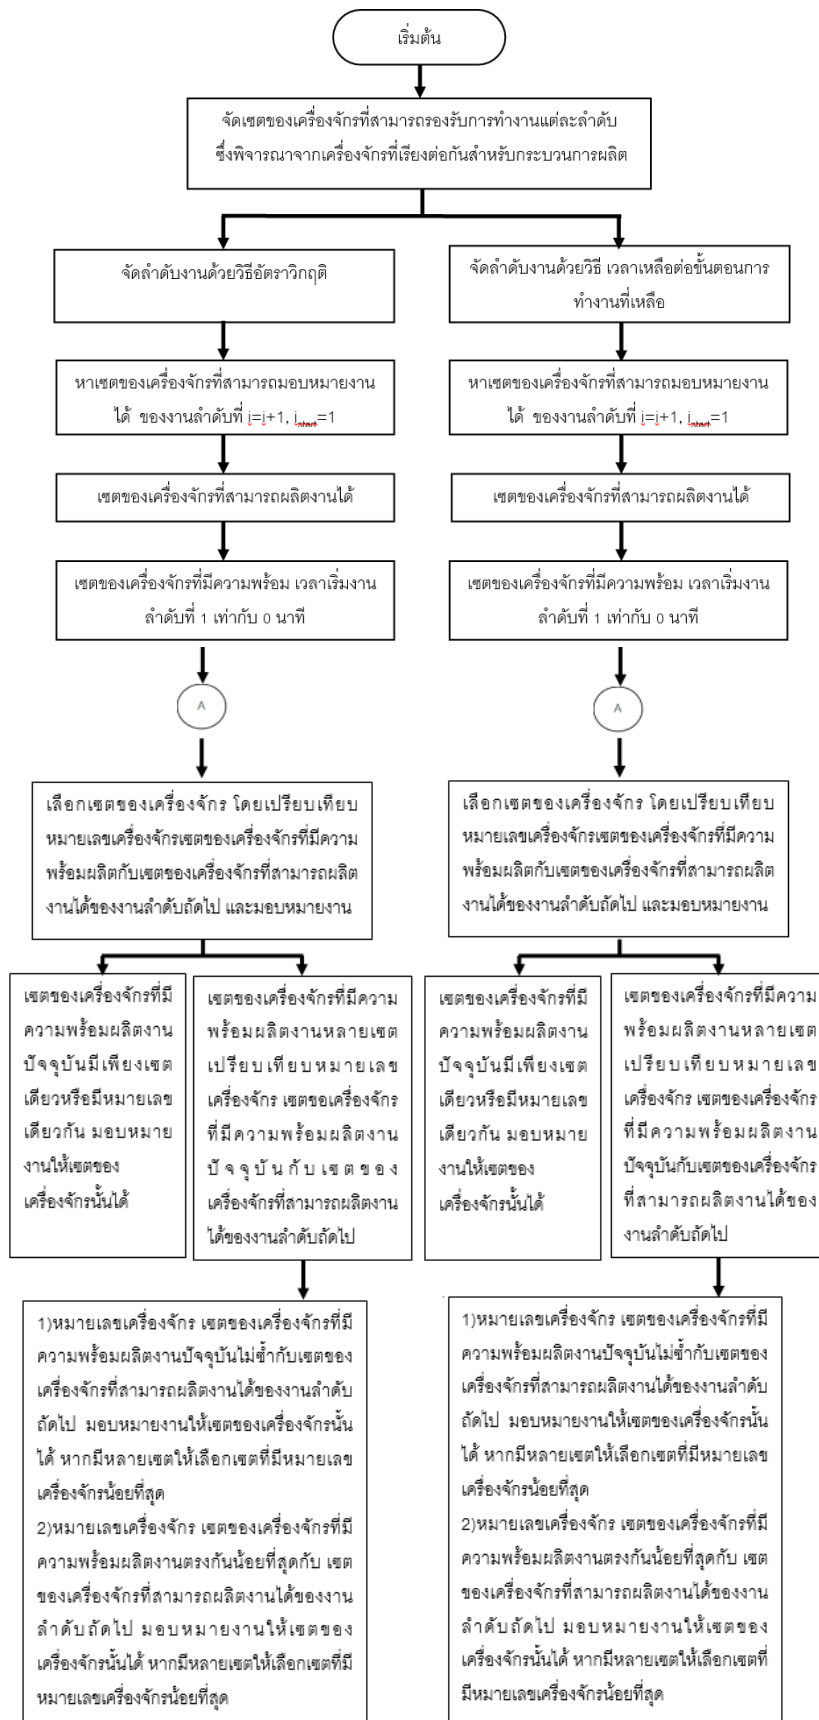 เริ่มต้น
จัดเซตของเครื่องจักรที่สามารถรองรับการทำงานแต่ละลำดับ
ซึ่งพิจารณาจากเครื่องจักรที่เรียงต่อกันสำหรับกระบวนการผลิต
จัดลำดับงานด้วยวิธีอัตราวิกฤติ
หาเซตของเครื่องจักรที่สามารถมอบหมายงาน
ได้ ของงานลำดับที่ i=i+1, i_start=1
เซตของเครื่องจักรที่สามารถผลิตงานได้
เซตของเครื่องจักรที่มีความพร้อม เวลาเริ่มงาน
ลำดับที่ 1 เท่ากับ 0 นาที
A
เลือกเซตของเครื่องจักร โดยเปรียบเทียบ
หมายเลขเครื่องจักรเซตของเครื่องจักรที่มีความ
พร้อมผลิตกับเซตของเครื่องจักรที่สามารถผลิต
งานได้ของงานลำดับถัดไป และมอบหมายงาน
เซตของเครื่องจักรที่มี
ความพร้อมผลิตงาน
ปัจจุบันมีเพียงเซต
เดียวหรือมีหมายเลข
เดียวกัน มอบหมาย
งานให้เซตของ
เครื่องจักรนั้นได้
เซตของเครื่องจักรที่มีความ
พร้อมผลิตงานหลายเซต
เปรียบเทียบหมายเลข
เครื่องจักร เซตขอเครื่องจักร
ที่มีความพร้อมผลิตงาน
ปัจจุบันกับเซตของ
เครื่องจักรที่สามารถผลิตงาน
ได้ของงานลำดับถัดไป
1)หมายเลขเครื่องจักร เซตของเครื่องจักรที่มี
ความพร้อมผลิตงานปัจจุบันไม่ซ้ำกับเซตของ
เครื่องจักรที่สามารถผลิตงานได้ของงานลำดับ
ถัดไป มอบหมายงานให้เซตของเครื่องจักรนั้น
ได้ หากมีหลายเซตให้เลือกเซตที่มีหมายเลข
เครื่องจักรน้อยที่สุด
2)หมายเลขเครื่องจักร เซตของเครื่องจักรที่มี
ความพร้อมผลิตงานตรงกันน้อยที่สุดกับ เซต
ของเครื่องจักรที่สามารถผลิตงานได้ของงาน
ลำดับถัดไป มอบหมายงานให้เซตของ
เครื่องจักรนั้นได้ หากมีหลายเซตให้เลือกเซตที่มี
หมายเลขเครื่องจักรน้อยที่สุด
จัดลำดับงานด้วยวิธี เวลาเหลือต่อขั้นตอนการ
ทำงานที่เหลือ
หาเซตของเครื่องจักรที่สามารถมอบหมายงาน
ได้ ของงานลำดับที่ i=i+1, i_start=1
เซตของเครื่องจักรที่สามารถผลิตงานได้
เซตของเครื่องจักรที่มีความพร้อม เวลาเริ่มงาน
ลำดับที่ 1 เท่ากับ 0 นาที
A
เลือกเซตของเครื่องจักร โดยเปรียบเทียบ
หมายเลขเครื่องจักรเซตของเครื่องจักรที่มีความ
พร้อมผลิตกับเซตของเครื่องจักรที่สามารถผลิต
งานได้ของงานลำดับถัดไป และมอบหมายงาน
เซตของเครื่องจักรที่มี
ความพร้อมผลิตงาน
ปัจจุบันมีเพียงเซต
เดียวหรือมีหมายเลข
เดียวกัน มอบหมาย
งานให้เซตของ
เครื่องจักรนั้นได้
เซตของเครื่องจักรที่มีความ
พร้อมผลิตงานหลายเซต
เปรียบเทียบหมายเลข
เครื่องจักร เซตของเครื่องจักร
ที่มีความพร้อมผลิตงาน
ปัจจุบันกับเซตของเครื่องจักร
ที่สามารถผลิตงานได้ของ
งานลำดับถัดไป
1)หมายเลขเครื่องจักร เซตของเครื่องจักรที่มี
ความพร้อมผลิตงานปัจจุบันไม่ซ้ำกับเซตของ
เครื่องจักรที่สามารถผลิตงานได้ของงานลำดับ
ถัดไป มอบหมายงานให้เซตของเครื่องจักรนั้น
ได้ หากมีหลายเซตให้เลือกเซตที่มีหมายเลข
เครื่องจักรน้อยที่สุด
2)หมายเลขเครื่องจักร เซตของเครื่องจักรที่มี
ความพร้อมผลิตงานตรงกันน้อยที่สุดกับ เซต
ของเครื่องจักรที่สามารถผลิตงานได้ของงาน
ลำดับถัดไป มอบหมายงานให้เซตของ
เครื่องจักรนั้นได้ หากมีหลายเซตให้เลือกเซตที่
มีหมายเลขเครื่องจักรน้อยที่สุด